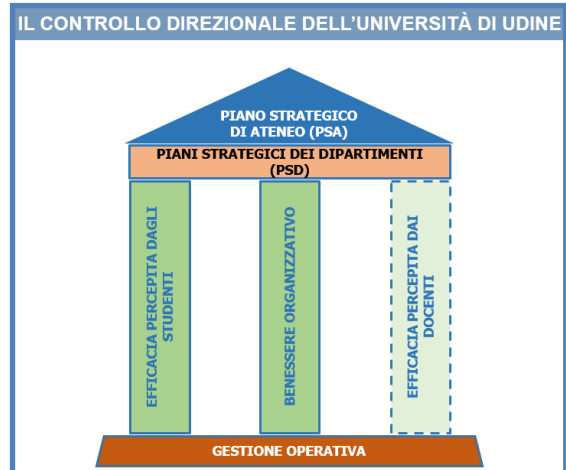 IL CONTROLLO DIREZIONALE DELL'UNIVERSITÀ DI UDINE
PIANO STRATEGICO
DI ATENEO (PSA)
PIANI STRATEGICI DEI DIPARTIMENTI
(PSD)
EFFICACIA PERCEPITA DAGLI
STUDENTI
BENESSERE ORGANIZZATIVO
EFFICACIA PERCEPITA DAI
DOCENTI
GESTIONE OPERATIVA